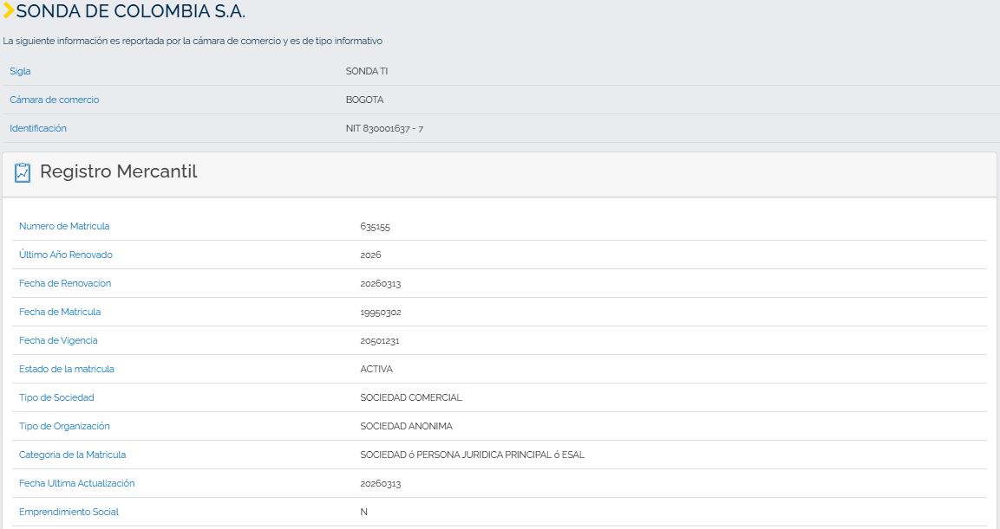 SONDA DE COLOMBIA S.A.
La siguiente información es reportada por la cámara de comercio y es de tipo informativo
Sigla SONDA TI
Cámara de comercio BOGOTA
Identificación NIT 830001637 - 7
Registro Mercantil
Numero de Matricula 635155
Último Año Renovado 2026
Fecha de Renovacion 20260313
Fecha de Matricula 19950302
Fecha de Vigencia 20501231
Estado de la matricula ACTIVA
Tipo de Sociedad SOCIEDAD COMERCIAL
Tipo de Organización SOCIEDAD ANONIMA
Categoria de la Matricula SOCIEDAD ó PERSONA JURIDICA PRINCIPAL ó ESAL
Fecha Ultima Actualización 20260313
Emprendimiento Social N